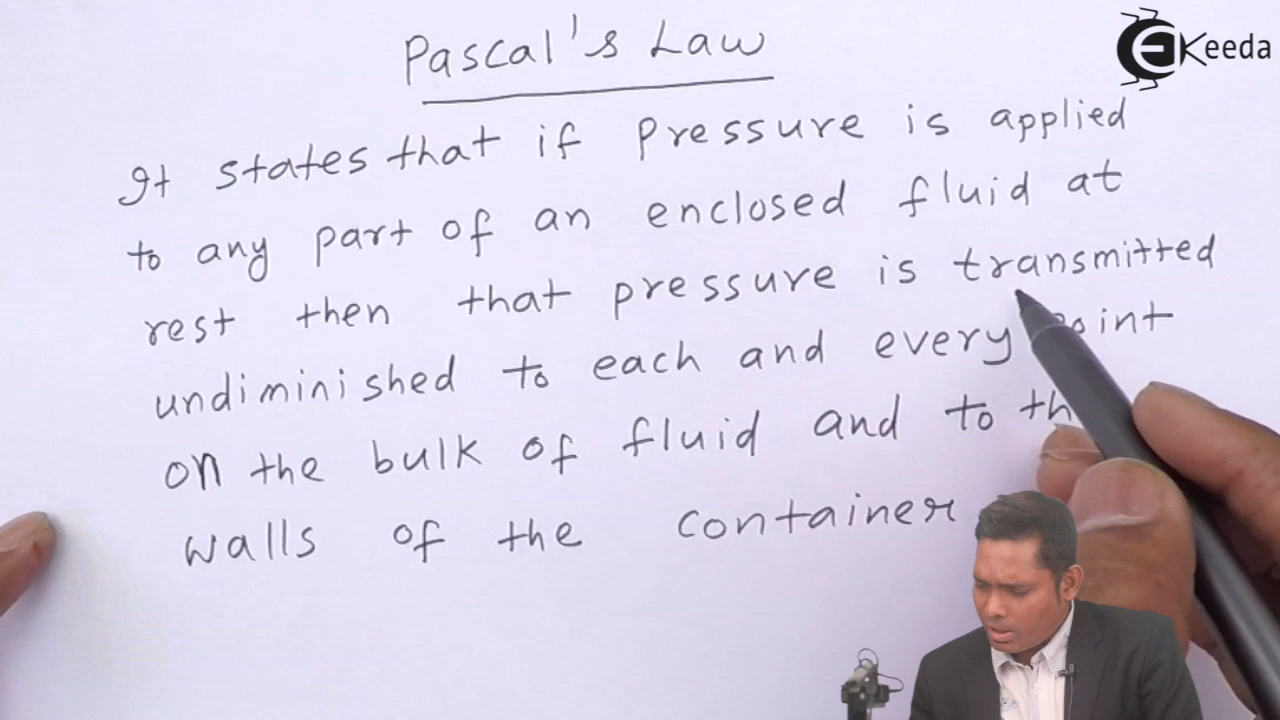 Pascal's Law
Ekeeda
It states that if Pressure is applied
to any part of an enclosed fluid at
rest then that pressure is transmitted
undiminished to each and every
on the bulk of fluid and to
walls of the container